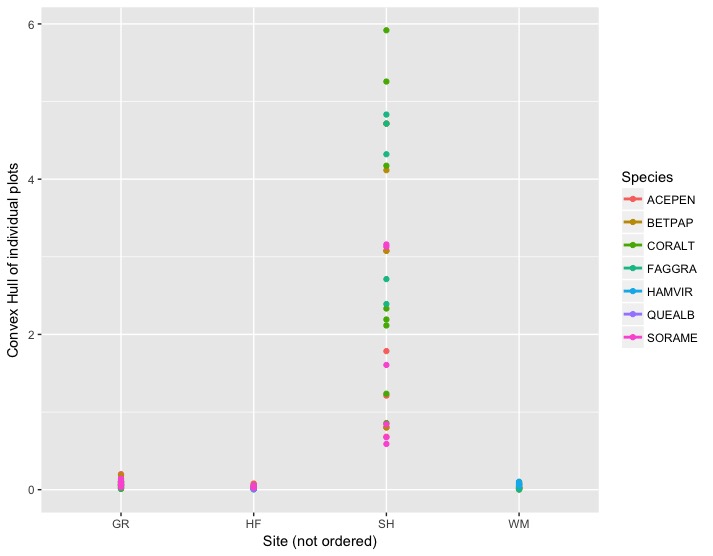 6
4
2
0
Convex Hull of individual plots
GR
HF
SH
WM
Site (not ordered)
Species
ACEPEN
BETPAP
CORALT
FAGGRA
HAMVIR
QUEALB
SORAME